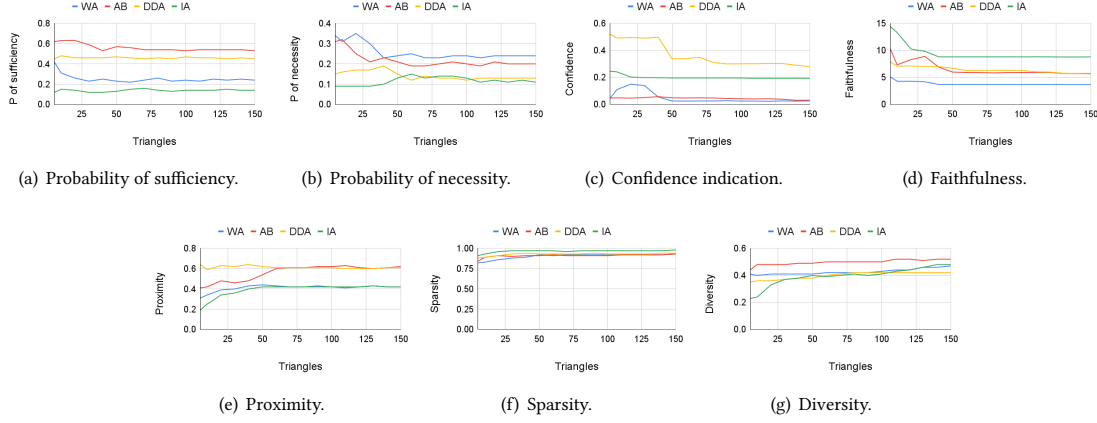 WA AB DDA IA
P of sufficiency
0.8
0.6
0.4
0.2
0.0
25 50 75 100 125 150
Triangles
(a) Probability of sufficiency.
WA AB DDA IA
P of necessity
0.4
0.3
0.2
0.1
0.0
25 50 75 100 125 150
Triangles
(b) Probability of necessity.
WA AB DDA IA
Confidence
0.6
0.4
0.2
0.0
25 50 75 100 125 150
Triangles
(c) Confidence indication.
WA AB DDA IA
Faithfulness
15
10
5
0
25 50 75 100 125 150
Triangles
(d) Faithfulness.
WA AB DDA IA
Proximity
0.8
0.6
0.4
0.2
0.0
25 50 75 100 125 150
Triangles
(e) Proximity.
WA AB DDA IA
Sparsity
1.00
0.75
0.50
0.25
0.00
25 50 75 100 125 150
Triangles
(f) Sparsity.
WA AB DDA IA
Diversity
0.6
0.4
0.2
0.0
25 50 75 100 125 150
Triangles
(g) Diversity.